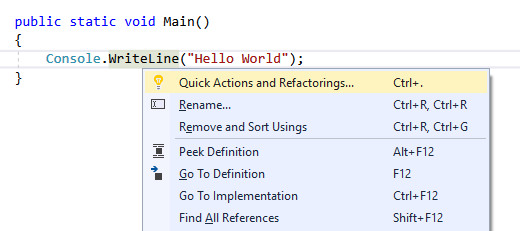 public static void Main()
{
    Console.WriteLine("Hello World");
}
Quick Actions and Refactorings... Ctrl+.
Rename... Ctrl+R, Ctrl+R
Remove and Sort Usings Ctrl+R, Ctrl+G
Peek Definition Alt+F12
Go To Definition F12
Go To Implementation Ctrl+F12
Find All References Shift+F12